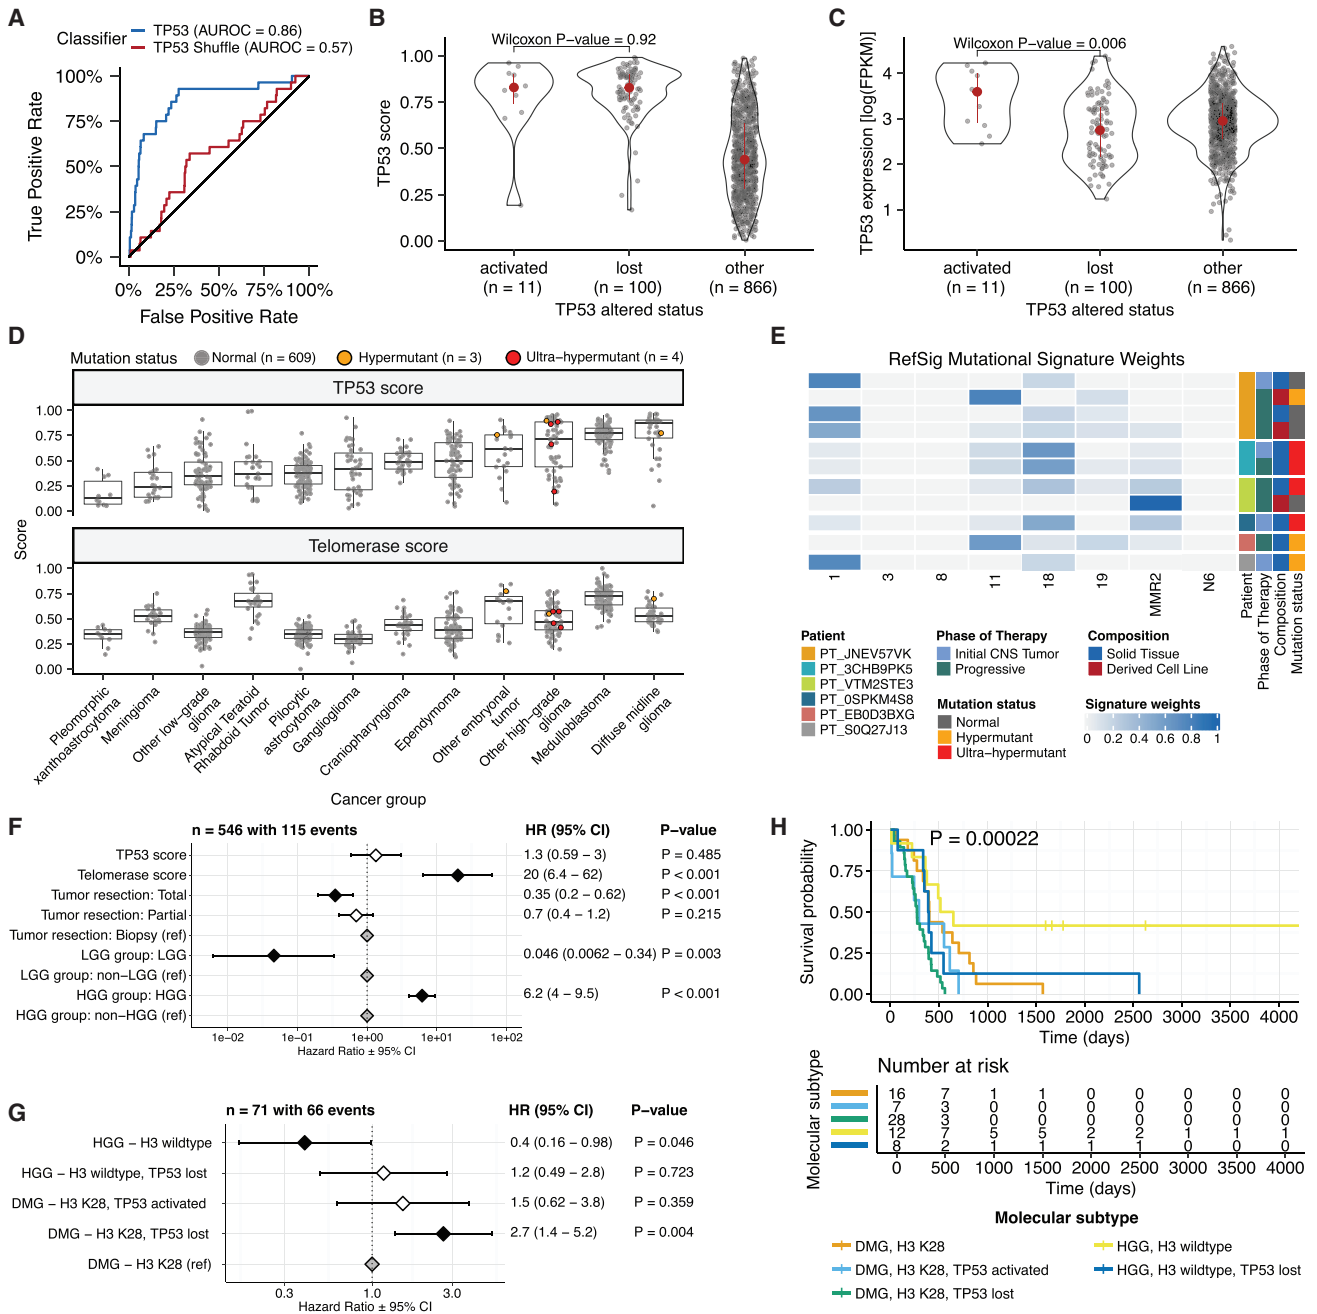 A
Classifier
TP53 (AUROC = 0.86)
TP53 Shuffle (AUROC = 0.57)
True Positive Rate
100%
75%
50%
25%
0%
0% 25% 50% 75% 100%
False Positive Rate
B
Wilcoxon P-value = 0.92
TP53 score
1.00
0.75
0.50
0.25
0.00
activated
(n = 11)
lost
(n = 100)
other
(n = 866)
TP53 altered status
C
Wilcoxon P-value = 0.006
TP53 expression [log(FPKM)]
4
3
2
1
activated
(n = 11)
lost
(n = 100)
other
(n = 866)
TP53 altered status
D
Mutation status Normal (n = 609) Hypermutant (n = 3) Ultra-hypermutant (n = 4)
TP53 score
1.00
0.75
0.50
0.25
0.00
Score
Telomerase score
1.00
0.75
0.50
0.25
0.00
Pleomorphic
xanthoastrocytoma
Meningioma
Other low-grade
glioma
Atypical Teratoid
Rhabdoid Tumor
Pilocytic
astrocytoma
Ganglioglioma
Craniopharyngioma
Ependymoma
Other embryonal
tumor
Other high-grade
glioma
Medulloblastoma
Diffuse midline
glioma
Cancer group
E
RefSig Mutational Signature Weights
1 3 8 11 18 19 MMR2 N6
Patient
Phase of Therapy
Composition
Mutation status
Patient
PT_JNEV57VK
PT_3CHB9PK5
PT_VTM2STE3
PT_0SPKM4S8
PT_EB0D3BXG
PT_S0Q27J13
Phase of Therapy
Initial CNS Tumor
Progressive
Composition
Solid Tissue
Derived Cell Line
Mutation status
Normal
Hypermutant
Ultra-hypermutant
Signature weights
0 0.2 0.4 0.6 0.8 1
F
n = 546 with 115 events HR (95% CI) P-value
TP53 score 1.3 (0.59 - 3) P = 0.485
Telomerase score 20 (6.4 - 62) P < 0.001
Tumor resection: Total 0.35 (0.2 - 0.62) P < 0.001
Tumor resection: Partial 0.7 (0.4 - 1.2) P = 0.215
Tumor resection: Biopsy (ref)
LGG group: LGG 0.046 (0.0062 - 0.34) P = 0.003
LGG group: non-LGG (ref)
HGG group: HGG 6.2 (4 - 9.5) P < 0.001
HGG group: non-HGG (ref)
1e-02 1e-01 1e+00 1e+01 1e+02
Hazard Ratio ± 95% CI
G
n = 71 with 66 events HR (95% CI) P-value
HGG - H3 wildtype 0.4 (0.16 - 0.98) P = 0.046
HGG - H3 wildtype, TP53 lost 1.2 (0.49 - 2.8) P = 0.723
DMG - H3 K28, TP53 activated 1.5 (0.62 - 3.8) P = 0.359
DMG - H3 K28, TP53 lost 2.7 (1.4 - 5.2) P = 0.004
DMG - H3 K28 (ref)
0.3 1.0 3.0
Hazard Ratio ± 95% CI
H
P = 0.00022
Survival probability
1.00
0.75
0.50
0.25
0.00
0 500 1000 1500 2000 2500 3000 3500 4000
Time (days)
Number at risk
Molecular subtype
16 7 1 1 0 0 0 0 0
7 3 0 0 0 0 0 0 0
28 3 0 0 0 0 0 0 0
12 7 5 5 2 2 1 1 1
8 2 1 1 1 1 0 0 0
0 500 1000 1500 2000 2500 3000 3500 4000
Time (days)
Molecular subtype
DMG, H3 K28
DMG, H3 K28, TP53 activated
DMG, H3 K28, TP53 lost
HGG, H3 wildtype
HGG, H3 wildtype, TP53 lost